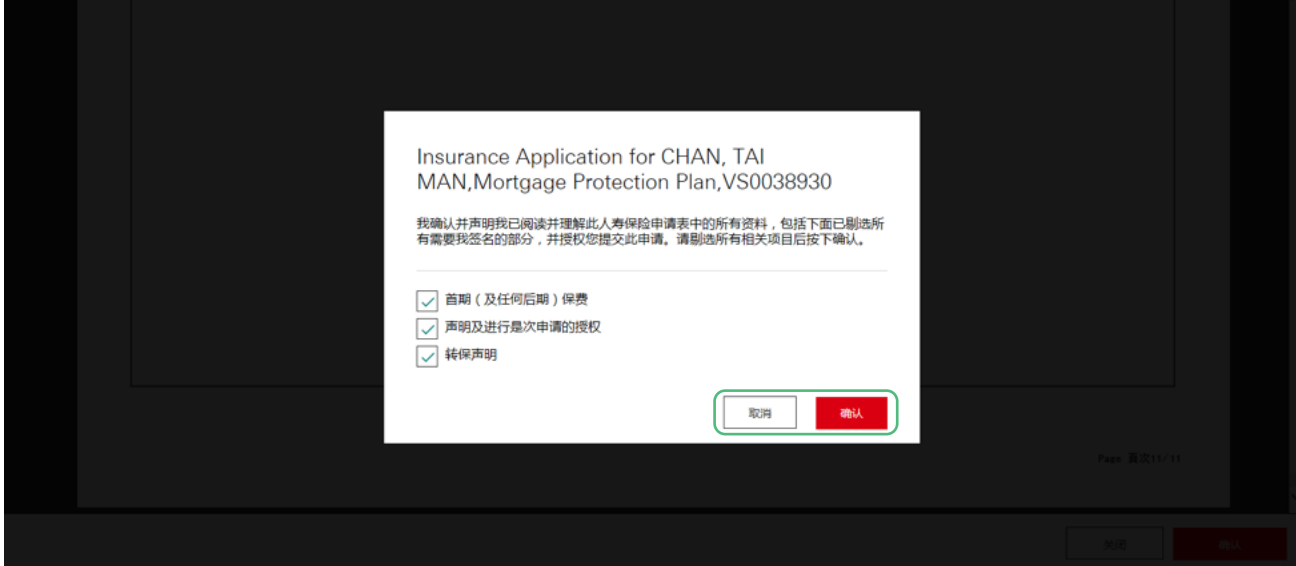 Insurance Application for CHAN, TAI
MAN,Mortgage Protection Plan,VS0038930
我确认并声明我已阅读并理解此人寿保险申请表中的所有资料，包括下面已剔选所
有需要我签名的部分，并授权您提交此申请。请剔选所有相关项目后按下确认。
首期（及任何后期）保费
声明及进行是次申请的授权
转保声明
取消 确认
Page 頁次11/11
关闭 确认